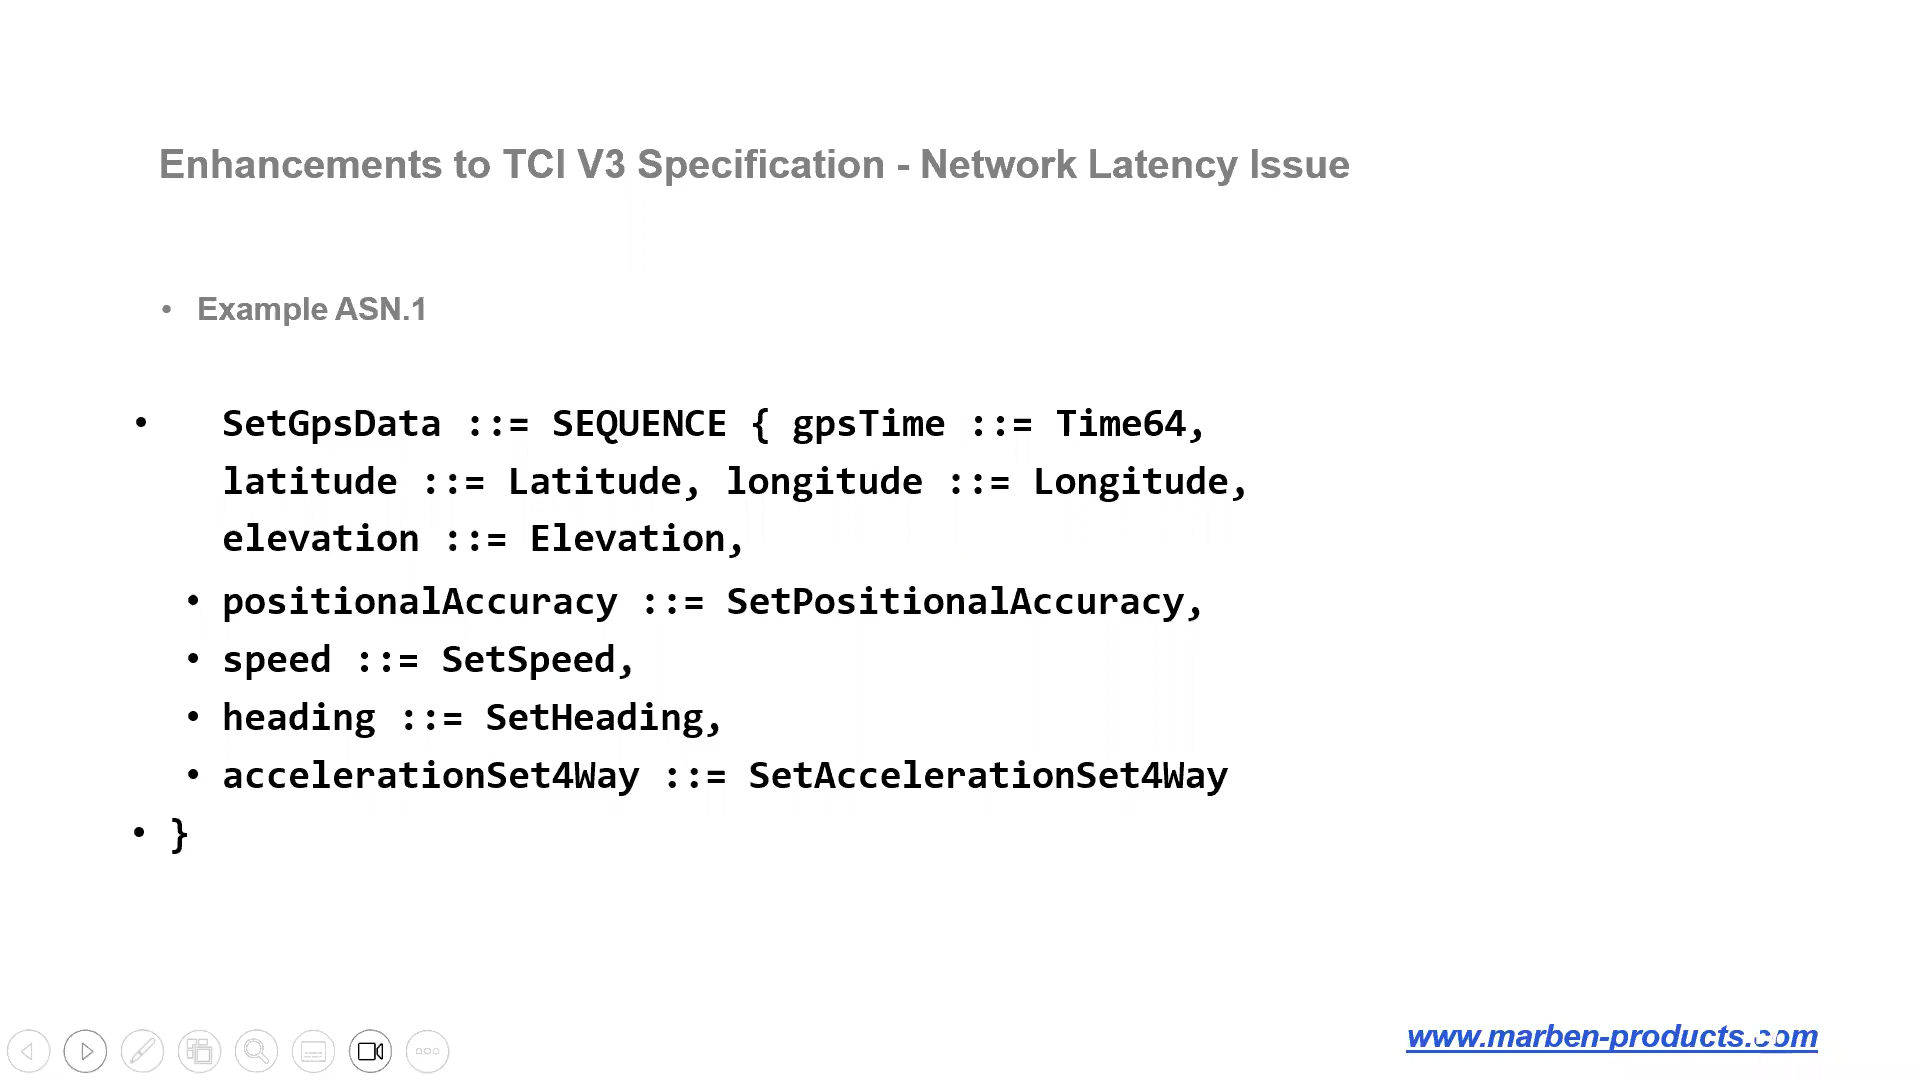 Enhancements to TCI V3 Specification - Network Latency Issue
• Example ASN.1
• SetGpsData ::= SEQUENCE { gpsTime ::= Time64,
latitude ::= Latitude, longitude ::= Longitude,
elevation ::= Elevation,
• positionalAccuracy ::= SetPositionalAccuracy,
• speed ::= SetSpeed,
• heading ::= SetHeading,
• accelerationSet4Way ::= SetAccelerationSet4Way
• }
www.marben-products.com